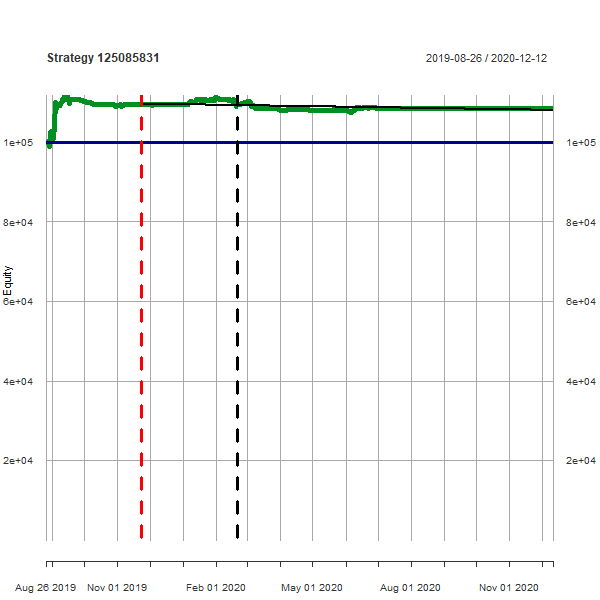 Strategy 125085831
2019-08-26 / 2020-12-12
1e+05
1e+05
8e+04
8e+04
Equity
6e+04
6e+04
4e+04
4e+04
2e+04
2e+04
Aug 26 2019
Nov 01 2019
Feb 01 2020
May 01 2020
Aug 01 2020
Nov 01 2020